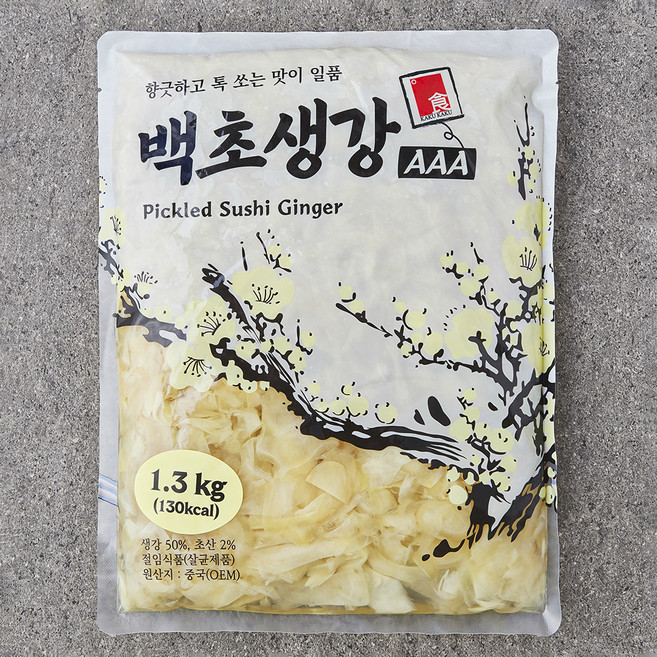 향긋하고 톡 쏘는 맛이 일품
食
KAKU KAKU
백초생강
AAA
Pickled Sushi Ginger
1.3 kg
(130kcal)
생강 50%, 초산 2%
절임식품(살균제품)
원산지 : 중국(OEM)